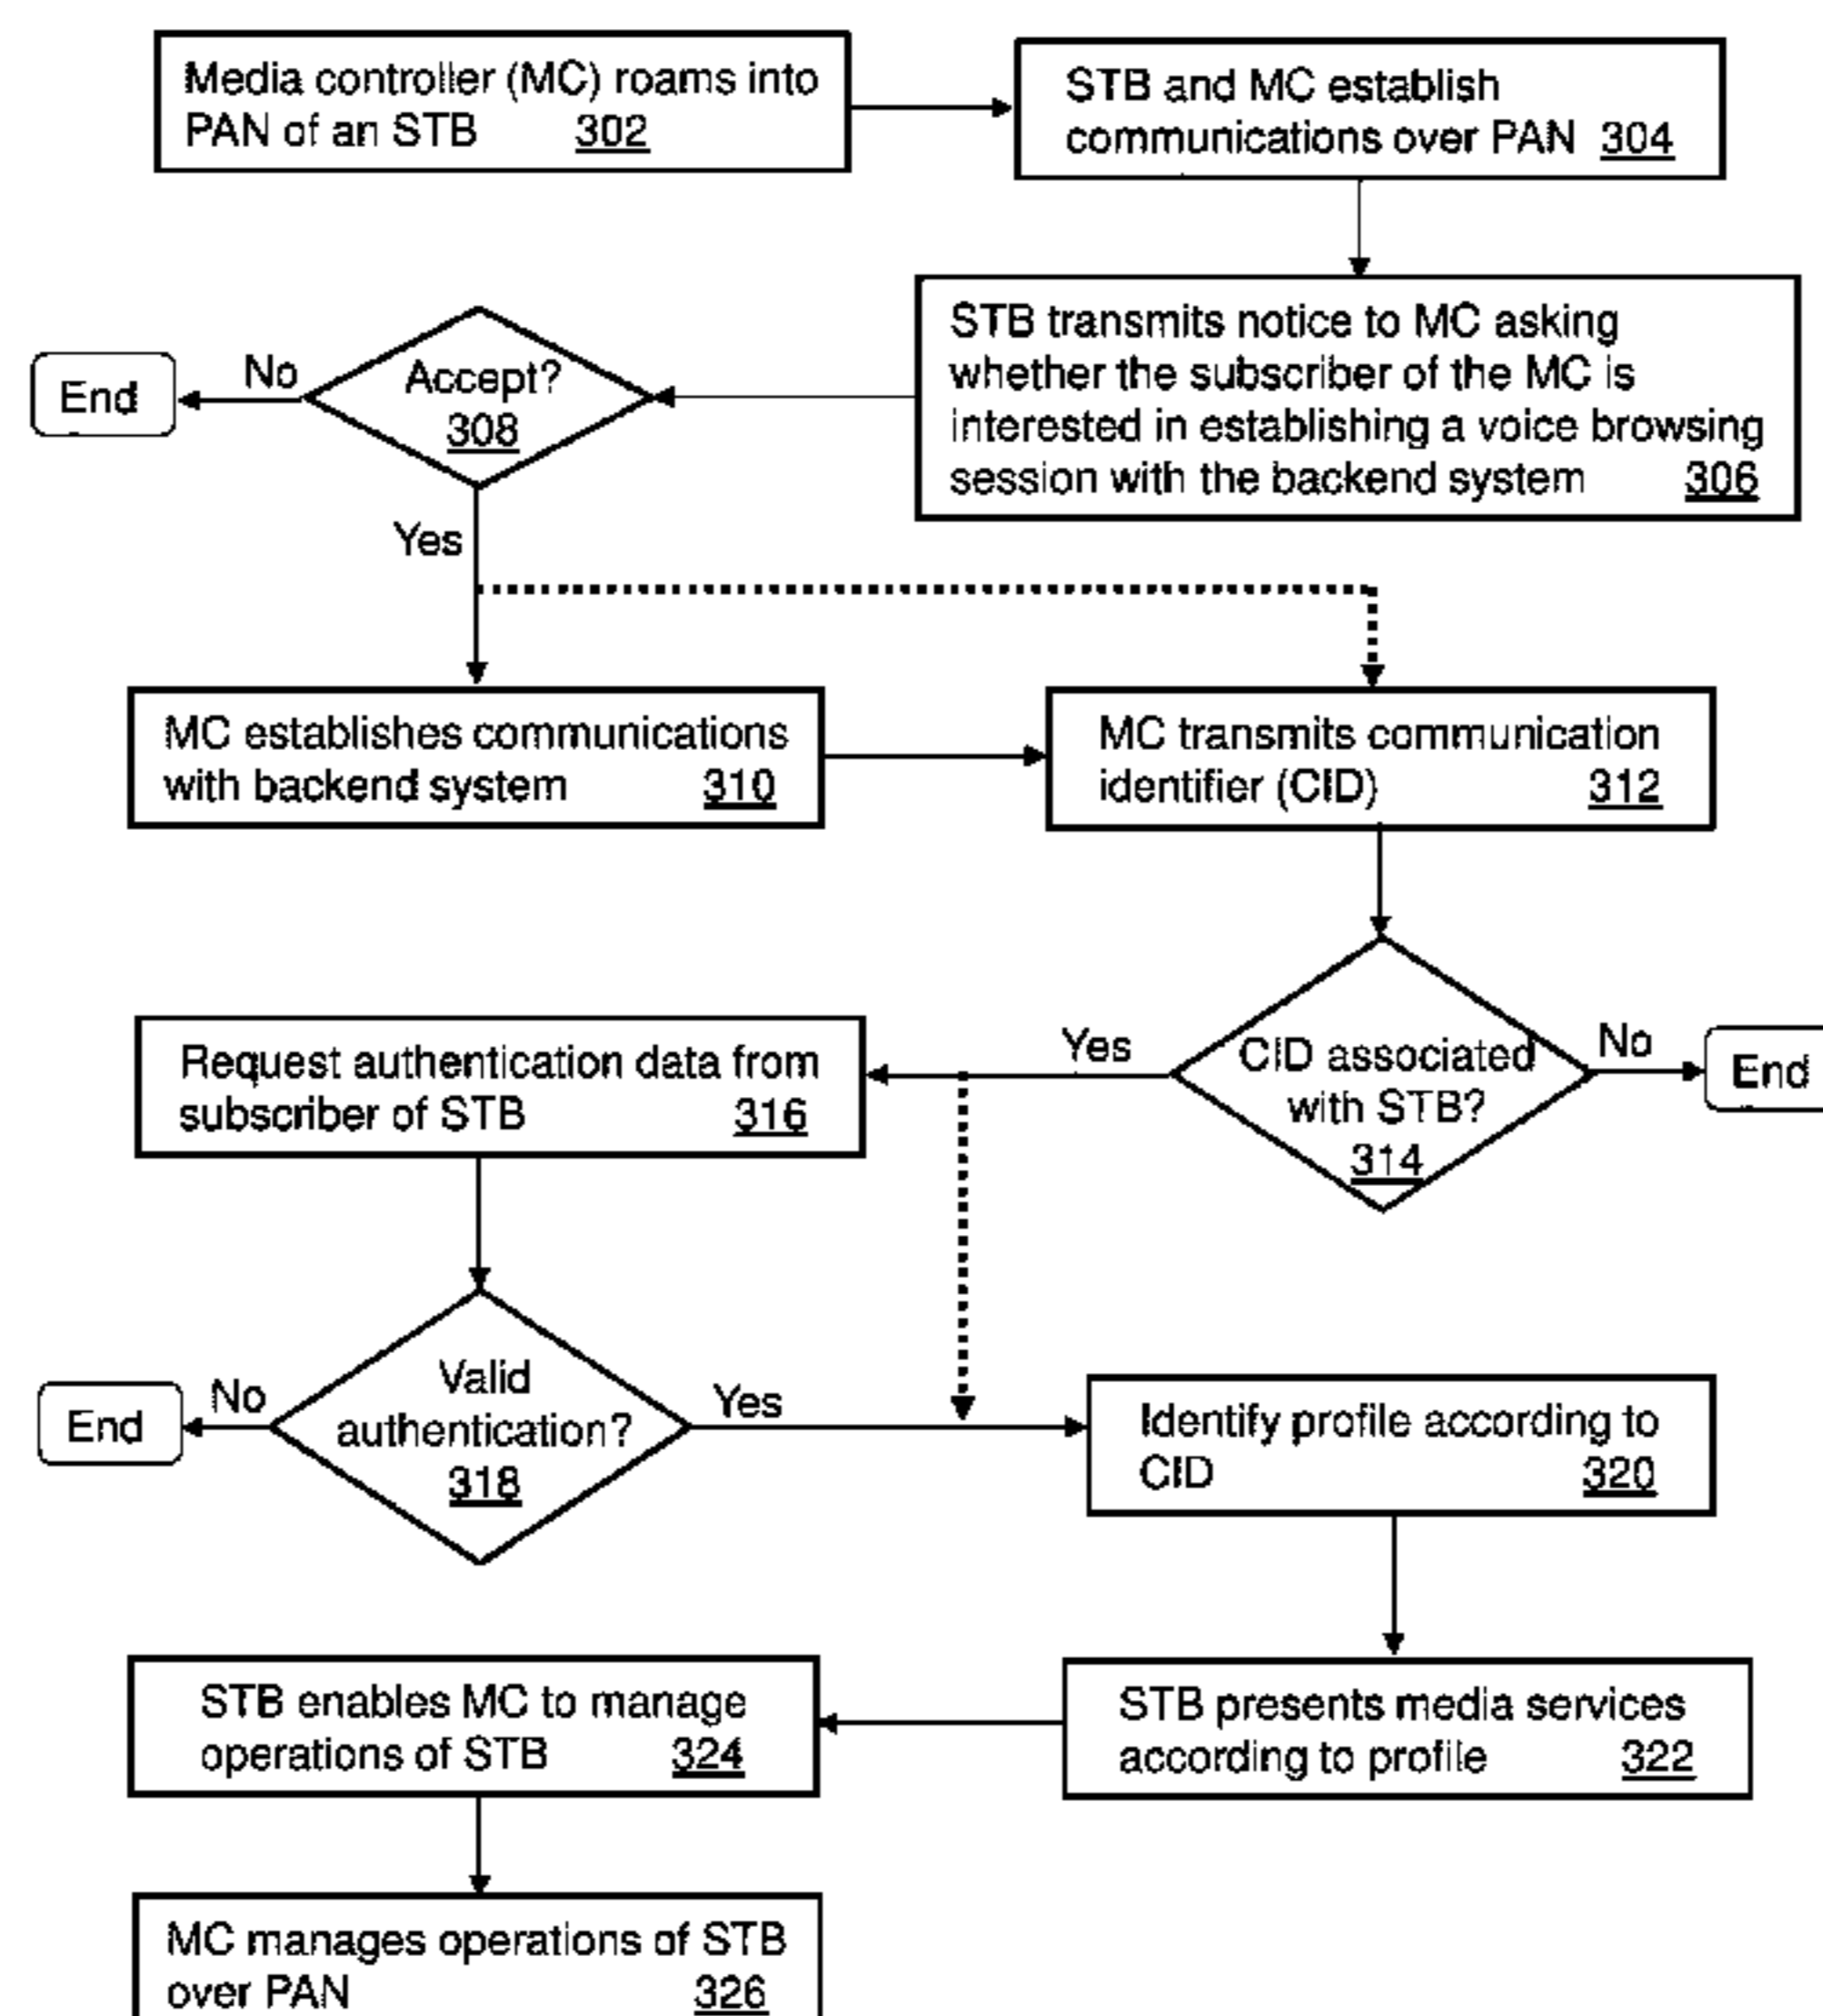 Media controller (MC) roams into
PAN of an STB 302
STB and MC establish
communications over PAN 304
STB transmits notice to MC asking
whether the subscriber of the MC is
interested in establishing a voice browsing
session with the backend system 306
Accept?
308
No
End
Yes
MC establishes communications
with backend system 310
MC transmits communication
identifier (CID) 312
CID associated
with STB?
314
No
End
Yes
Request authentication data from
subscriber of STB 316
Valid
authentication?
318
No
End
Yes
Identify profile according to
CID 320
STB presents media services
according to profile 322
STB enables MC to manage
operations of STB 324
MC manages operations of STB
over PAN 326